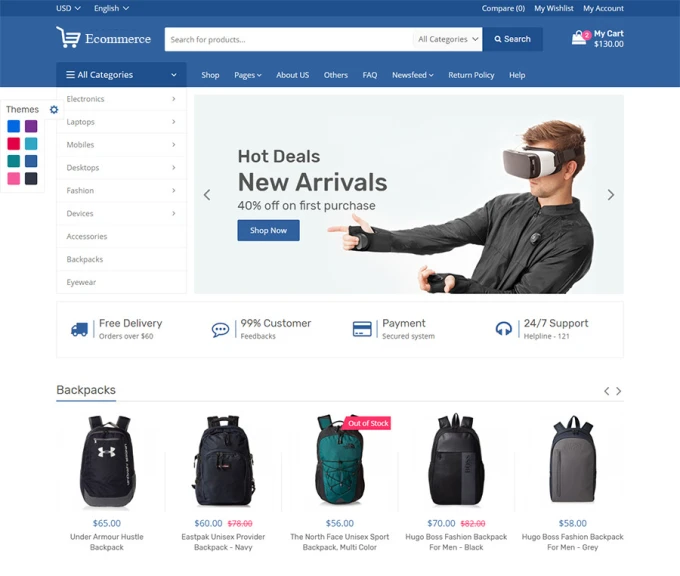 USD English Compare (0) My Wishlist My Account
Ecommerce
Search for products...
All Categories
Search
2
My Cart
$130.00
All Categories
Shop Pages About US Others FAQ Newsfeed Return Policy Help
Themes
Electronics
Laptops
Mobiles
Desktops
Fashion
Devices
Accessories
Backpacks
Eyewear
Hot Deals
New Arrivals
40% off on first purchase
Shop Now
Free Delivery
Orders over $60
99% Customer
Feedbacks
Payment
Secured system
24/7 Support
Helpline - 121
Backpacks
Out of Stock
$65.00
Under Armour Hustle
Backpack
$60.00 $78.00
Eastpak Unisex Provider
Backpack - Navy
$56.00
The North Face Unisex Sport
Backpack, Multi Color
$70.00 $82.00
Hugo Boss Fashion Backpack
For Men - Black
$58.00
Hugo Boss Fashion Backpack
For Men - Grey